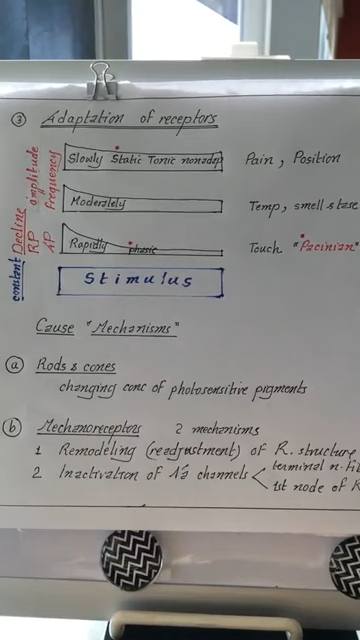 ③ Adaptation of receptors
Slowly Static Tonic nonadap Pain, Position
Moderately Temp, smell & taste
Rapidly phasic Touch "Pacinian"
constant Decline RP amplitude
AP frequency
Stimulus
Cause "Mechanisms"
ⓐ Rods & cones
changing conc of photosensitive pigments
ⓑ Mechanoreceptors 2 mechanisms
1 Remodeling (readjustment) of R. structure
2 Inactivation of Na channels < terminal n. fib
1st node of R